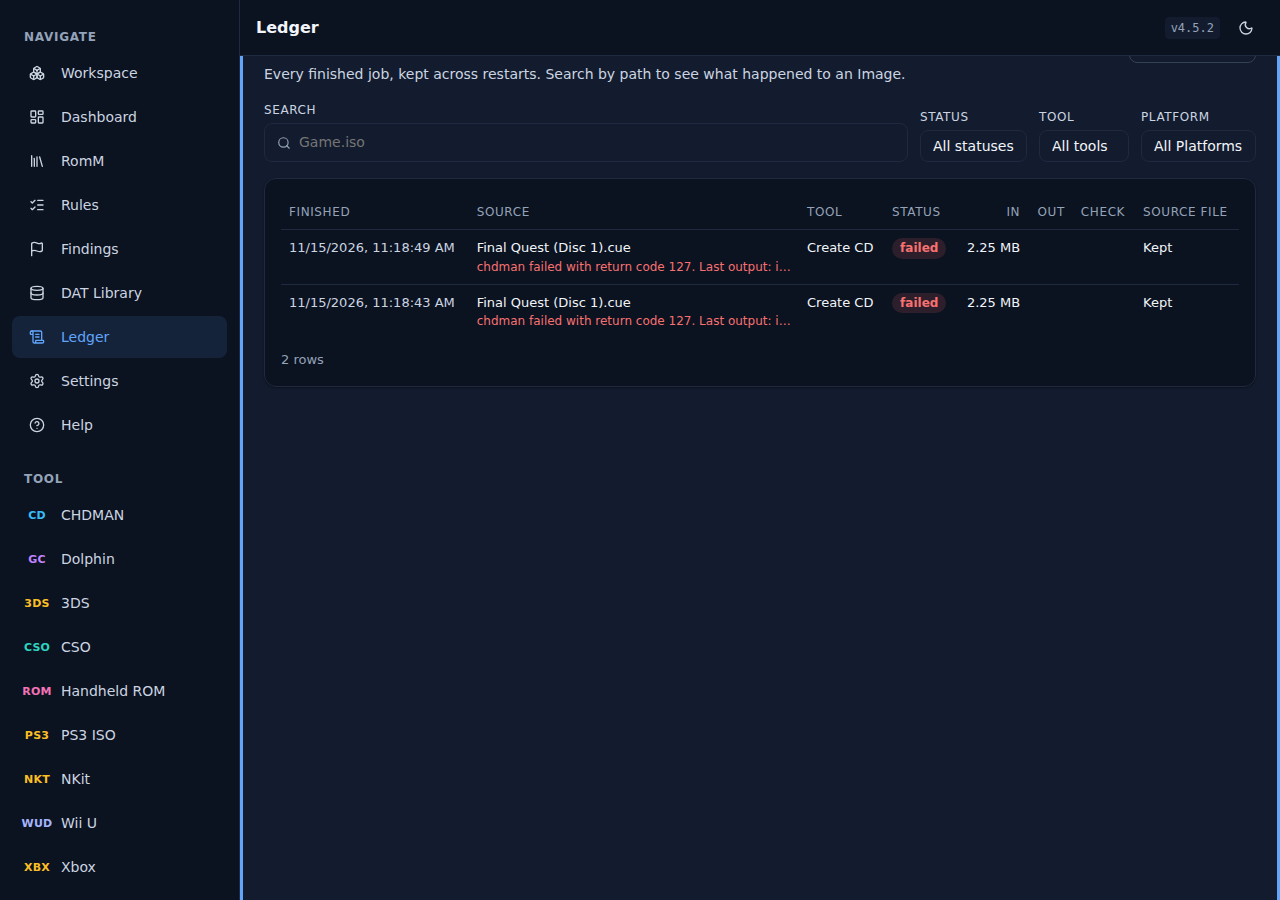 NAVIGATE
Workspace
Dashboard
RomM
Rules
Findings
DAT Library
Ledger
Settings
Help
TOOL
CD CHDMAN
GC Dolphin
3DS 3DS
CSO CSO
ROM Handheld ROM
PS3 PS3 ISO
NKT NKit
WUD Wii U
XBX Xbox
Ledger
v4.5.2
Every finished job, kept across restarts. Search by path to see what happened to an Image.
SEARCH
Game.iso
STATUS
All statuses
TOOL
All tools
PLATFORM
All Platforms
FINISHED SOURCE TOOL STATUS IN OUT CHECK SOURCE FILE
11/15/2026, 11:18:49 AM Final Quest (Disc 1).cue Create CD failed 2.25 MB Kept
chdman failed with return code 127. Last output: i...
11/15/2026, 11:18:43 AM Final Quest (Disc 1).cue Create CD failed 2.25 MB Kept
chdman failed with return code 127. Last output: i...
2 rows